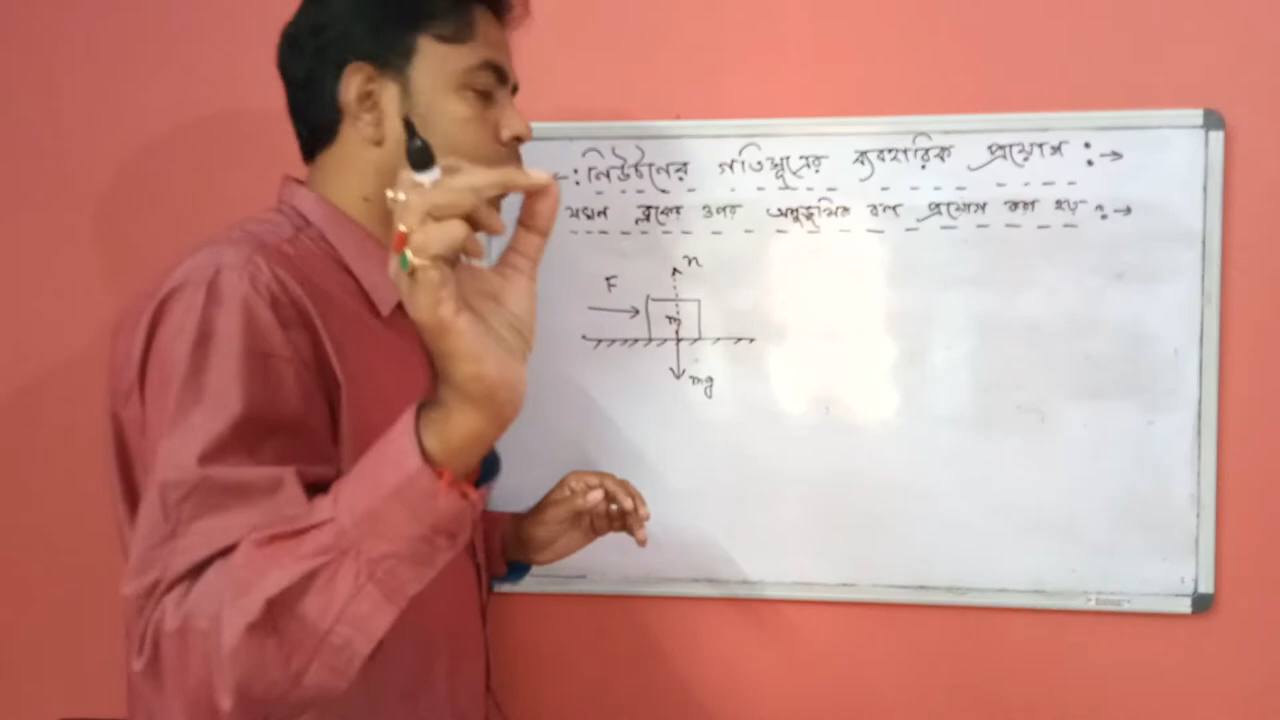 -:নিউটনের গতিসূত্রের ব্যবহারিক প্রয়োগ :→
যখন ব্লকের ওপর অনুভূমিক বল প্রয়োগ করা হয় :→
n
F
m
mg